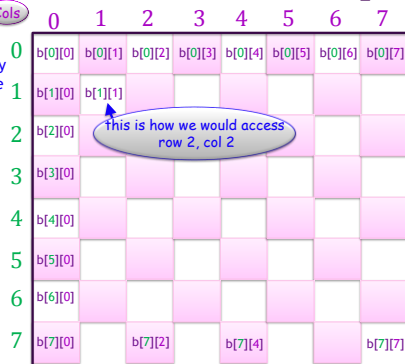 Cols
0 1 2 3 4 5 6 7
0 b[0][0] b[0][1] b[0][2] b[0][3] b[0][4] b[0][5] b[0][6] b[0][7]
1 b[1][0] b[1][1]
this is how we would access
row 2, col 2
2 b[2][0]
3 b[3][0]
4 b[4][0]
5 b[5][0]
6 b[6][0]
7 b[7][0] b[7][2] b[7][4] b[7][7]